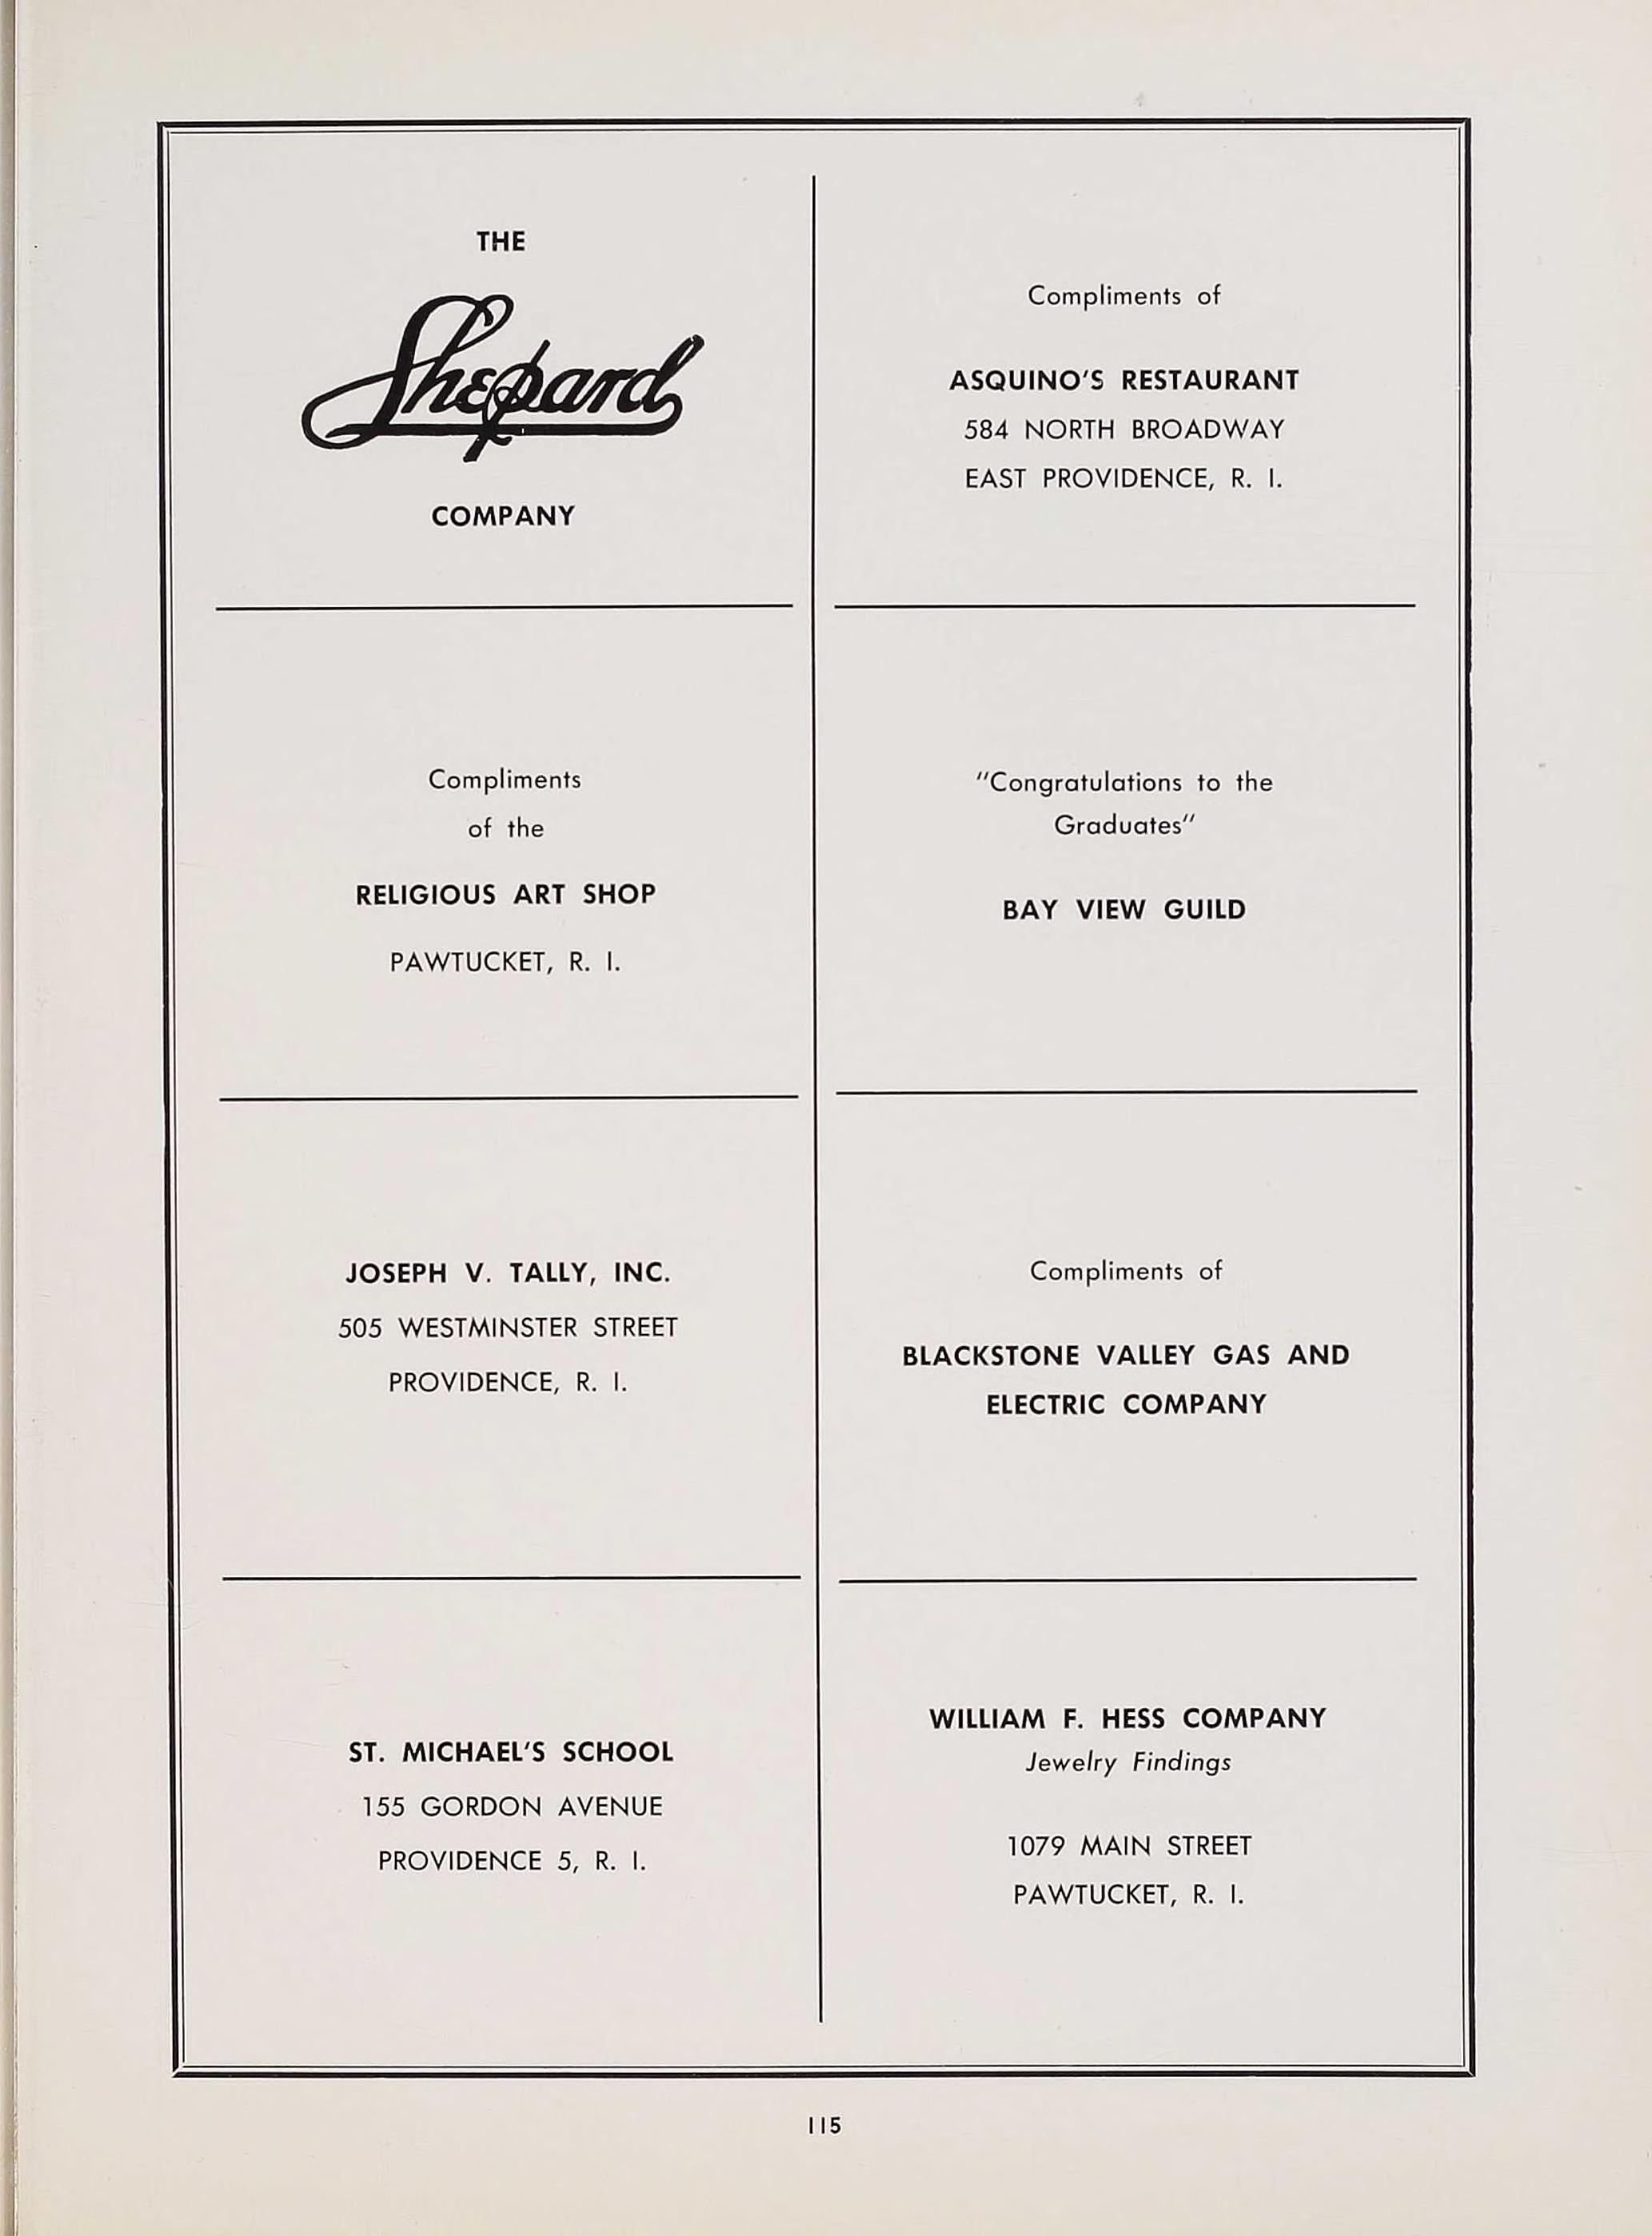 THE
Shepard
COMPANY
Compliments
of the
RELIGIOUS ART SHOP
PAWTUCKET, R. I.
JOSEPH V. TALLY, INC.
505 WESTMINSTER STREET
PROVIDENCE, R. I.
ST. MICHAEL'S SCHOOL
155 GORDON AVENUE
PROVIDENCE 5, R. I.
Compliments of
ASQUINO'S RESTAURANT
584 NORTH BROADWAY
EAST PROVIDENCE, R. I.
"Congratulations to the
Graduates"
BAY VIEW GUILD
Compliments of
BLACKSTONE VALLEY GAS AND
ELECTRIC COMPANY
WILLIAM F. HESS COMPANY
Jewelry Findings
1079 MAIN STREET
PAWTUCKET, R. I.
115